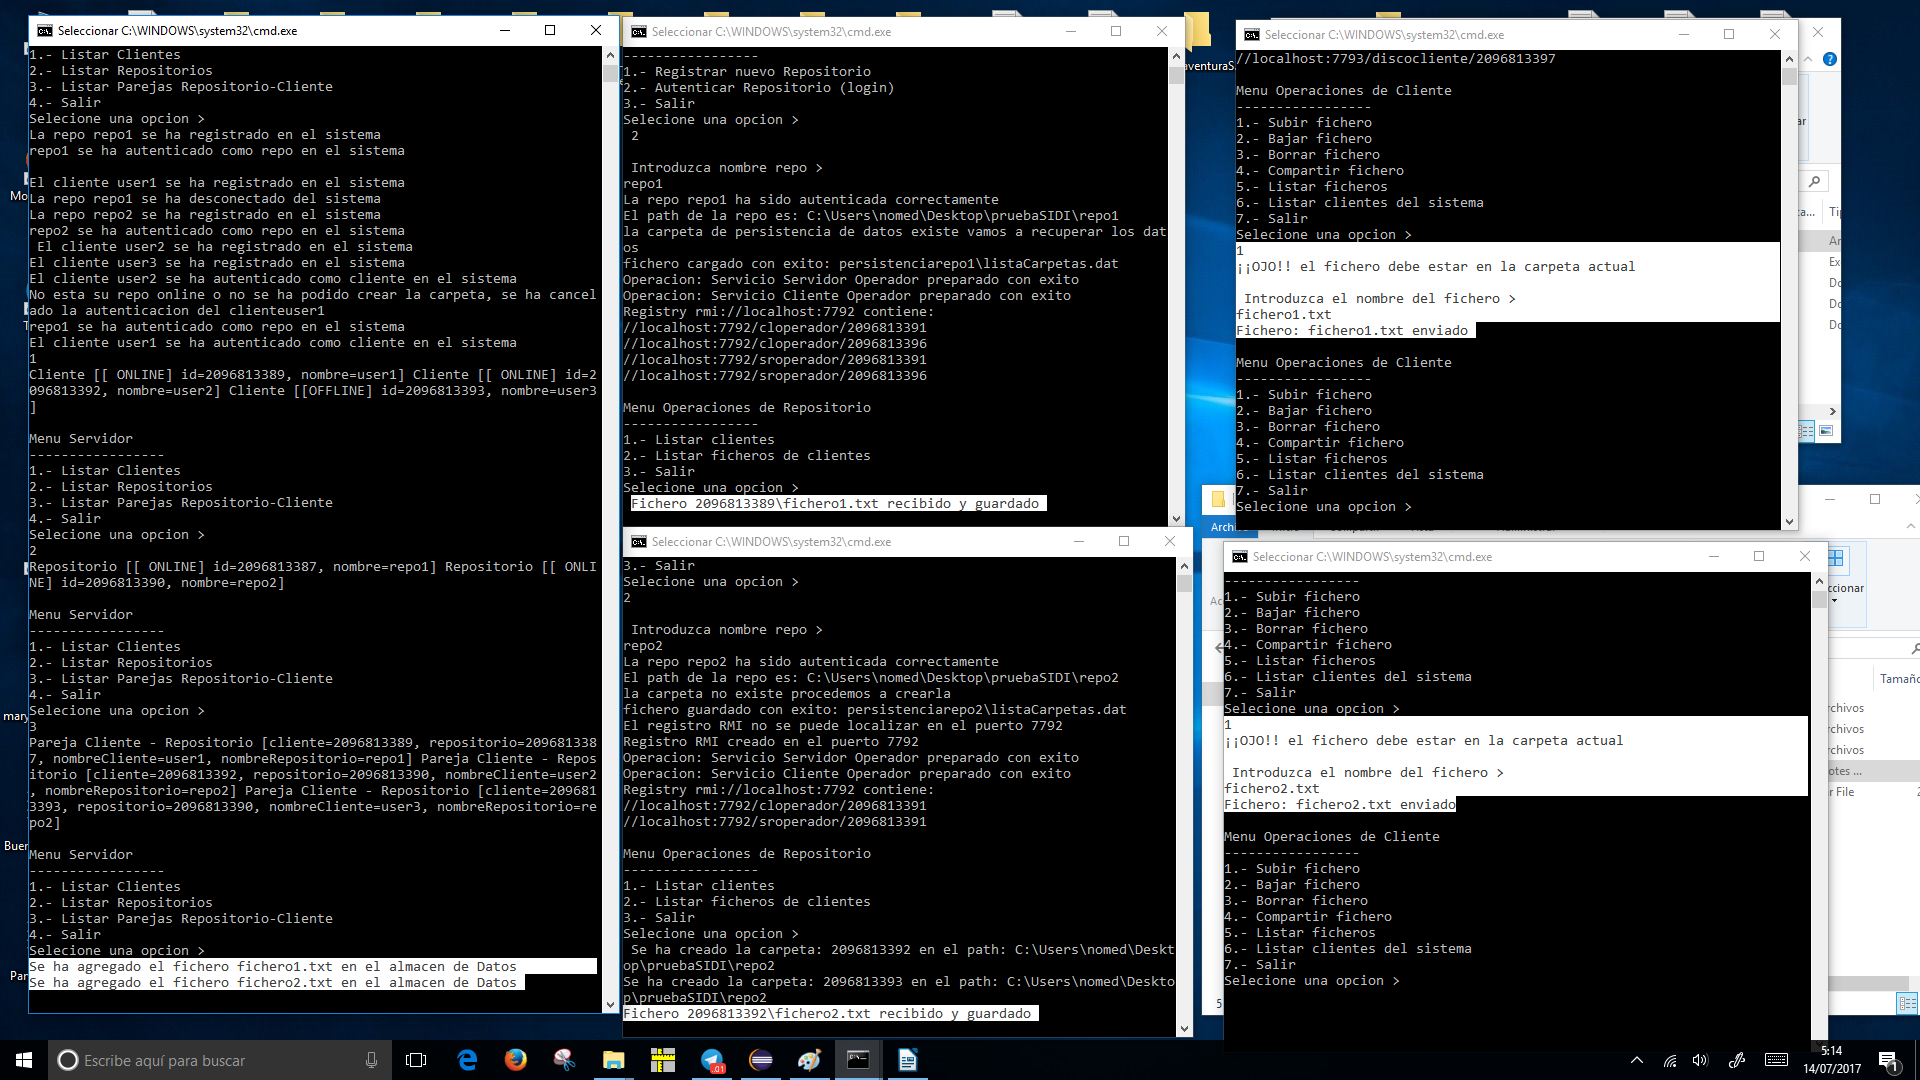 Seleccionar C:\WINDOWS\system32\cmd.exe
1.- Listar Clientes
2.- Listar Repositorios
3.- Listar Parejas Repositorio-Cliente
4.- Salir
Selecione una opcion >
La repo repo1 se ha registrado en el sistema
repo1 se ha autenticado como repo en el sistema
El cliente user1 se ha registrado en el sistema
La repo repo1 se ha desconectado del sistema
La repo repo2 se ha registrado en el sistema
repo2 se ha autenticado como repo en el sistema
El cliente user2 se ha registrado en el sistema
El cliente user3 se ha registrado en el sistema
El cliente user2 se ha autenticado como cliente en el sistema
No esta su repo online o no se ha podido crear la carpeta, se ha cancel
ado la autenticacion del clienteuser1
repo1 se ha autenticado como repo en el sistema
El cliente user1 se ha autenticado como cliente en el sistema
1
Cliente [[ ONLINE] id=2096813389, nombre=user1] Cliente [[ ONLINE] id=2
096813392, nombre=user2] Cliente [[OFFLINE] id=2096813393, nombre=user3
]
Menu Servidor
-----------------
1.- Listar Clientes
2.- Listar Repositorios
3.- Listar Parejas Repositorio-Cliente
4.- Salir
Selecione una opcion >
2
Repositorio [[ ONLINE] id=2096813387, nombre=repo1] Repositorio [[ ONLI
NE] id=2096813390, nombre=repo2]
Menu Servidor
-----------------
1.- Listar Clientes
2.- Listar Repositorios
3.- Listar Parejas Repositorio-Cliente
4.- Salir
Selecione una opcion >
3
Pareja Cliente - Repositorio [cliente=2096813389, repositorio=209681338
7, nombreCliente=user1, nombreRepositorio=repo1] Pareja Cliente - Repos
itorio [cliente=2096813392, repositorio=2096813390, nombreCliente=user2
, nombreRepositorio=repo2] Pareja Cliente - Repositorio [cliente=209681
3393, repositorio=2096813390, nombreCliente=user3, nombreRepositorio=re
po2]
Menu Servidor
-----------------
1.- Listar Clientes
2.- Listar Repositorios
3.- Listar Parejas Repositorio-Cliente
4.- Salir
Selecione una opcion >
Se ha agregado el fichero fichero1.txt en el almacen de Datos
Se ha agregado el fichero fichero2.txt en el almacen de Datos
Seleccionar C:\WINDOWS\system32\cmd.exe
-----------------
1.- Registrar nuevo Repositorio
2.- Autenticar Repositorio (login)
3.- Salir
Selecione una opcion >
2
Introduzca nombre repo >
repo1
La repo repo1 ha sido autenticada correctamente
El path de la repo es: C:\Users\nomed\Desktop\pruebaSIDI\repo1
la carpeta de persistencia de datos existe vamos a recuperar los dat
os
fichero cargado con exito: persistenciarepo1\listaCarpetas.dat
Operacion: Servicio Servidor Operador preparado con exito
Operacion: Servicio Cliente Operador preparado con exito
Registry rmi://localhost:7792 contiene:
//localhost:7792/cloperador/2096813391
//localhost:7792/cloperador/2096813396
//localhost:7792/sroperador/2096813391
//localhost:7792/sroperador/2096813396
Menu Operaciones de Repositorio
-----------------
1.- Listar clientes
2.- Listar ficheros de clientes
3.- Salir
Selecione una opcion >
Fichero 2096813389\fichero1.txt recibido y guardado
Seleccionar C:\WINDOWS\system32\cmd.exe
3.- Salir
Selecione una opcion >
2
Introduzca nombre repo >
repo2
La repo repo2 ha sido autenticada correctamente
El path de la repo es: C:\Users\nomed\Desktop\pruebaSIDI\repo2
la carpeta no existe procedemos a crearla
fichero guardado con exito: persistenciarepo2\listaCarpetas.dat
El registro RMI no se puede localizar en el puerto 7792
Registro RMI creado en el puerto 7792
Operacion: Servicio Servidor Operador preparado con exito
Operacion: Servicio Cliente Operador preparado con exito
Registry rmi://localhost:7792 contiene:
//localhost:7792/cloperador/2096813391
//localhost:7792/sroperador/2096813391
Menu Operaciones de Repositorio
-----------------
1.- Listar clientes
2.- Listar ficheros de clientes
3.- Salir
Selecione una opcion >
Se ha creado la carpeta: 2096813392 en el path: C:\Users\nomed\Deskt
op\pruebaSIDI\repo2
Se ha creado la carpeta: 2096813393 en el path: C:\Users\nomed\Deskto
p\pruebaSIDI\repo2
Fichero 2096813392\fichero2.txt recibido y guardado
Seleccionar C:\WINDOWS\system32\cmd.exe
//localhost:7793/discocliente/2096813397
Menu Operaciones de Cliente
-----------------
1.- Subir fichero
2.- Bajar fichero
3.- Borrar fichero
4.- Compartir fichero
5.- Listar ficheros
6.- Listar clientes del sistema
7.- Salir
Selecione una opcion >
1
¡¡OJO!! el fichero debe estar en la carpeta actual
Introduzca el nombre del fichero >
fichero1.txt
Fichero: fichero1.txt enviado
Menu Operaciones de Cliente
-----------------
1.- Subir fichero
2.- Bajar fichero
3.- Borrar fichero
4.- Compartir fichero
5.- Listar ficheros
6.- Listar clientes del sistema
7.- Salir
Selecione una opcion >
Seleccionar C:\WINDOWS\system32\cmd.exe
-----------------
1.- Subir fichero
2.- Bajar fichero
3.- Borrar fichero
4.- Compartir fichero
5.- Listar ficheros
6.- Listar clientes del sistema
7.- Salir
Selecione una opcion >
1
¡¡OJO!! el fichero debe estar en la carpeta actual
Introduzca el nombre del fichero >
fichero2.txt
Fichero: fichero2.txt enviado
Menu Operaciones de Cliente
-----------------
1.- Subir fichero
2.- Bajar fichero
3.- Borrar fichero
4.- Compartir fichero
5.- Listar ficheros
6.- Listar clientes del sistema
7.- Salir
Selecione una opcion >
aventuraS
Mo
mary
Buer
Par
Archi
ccionar
Tamaño
rchivos
rchivos
rchivos
otes ...
r File
Escribe aquí para buscar
.01
5:14
14/07/2017
1